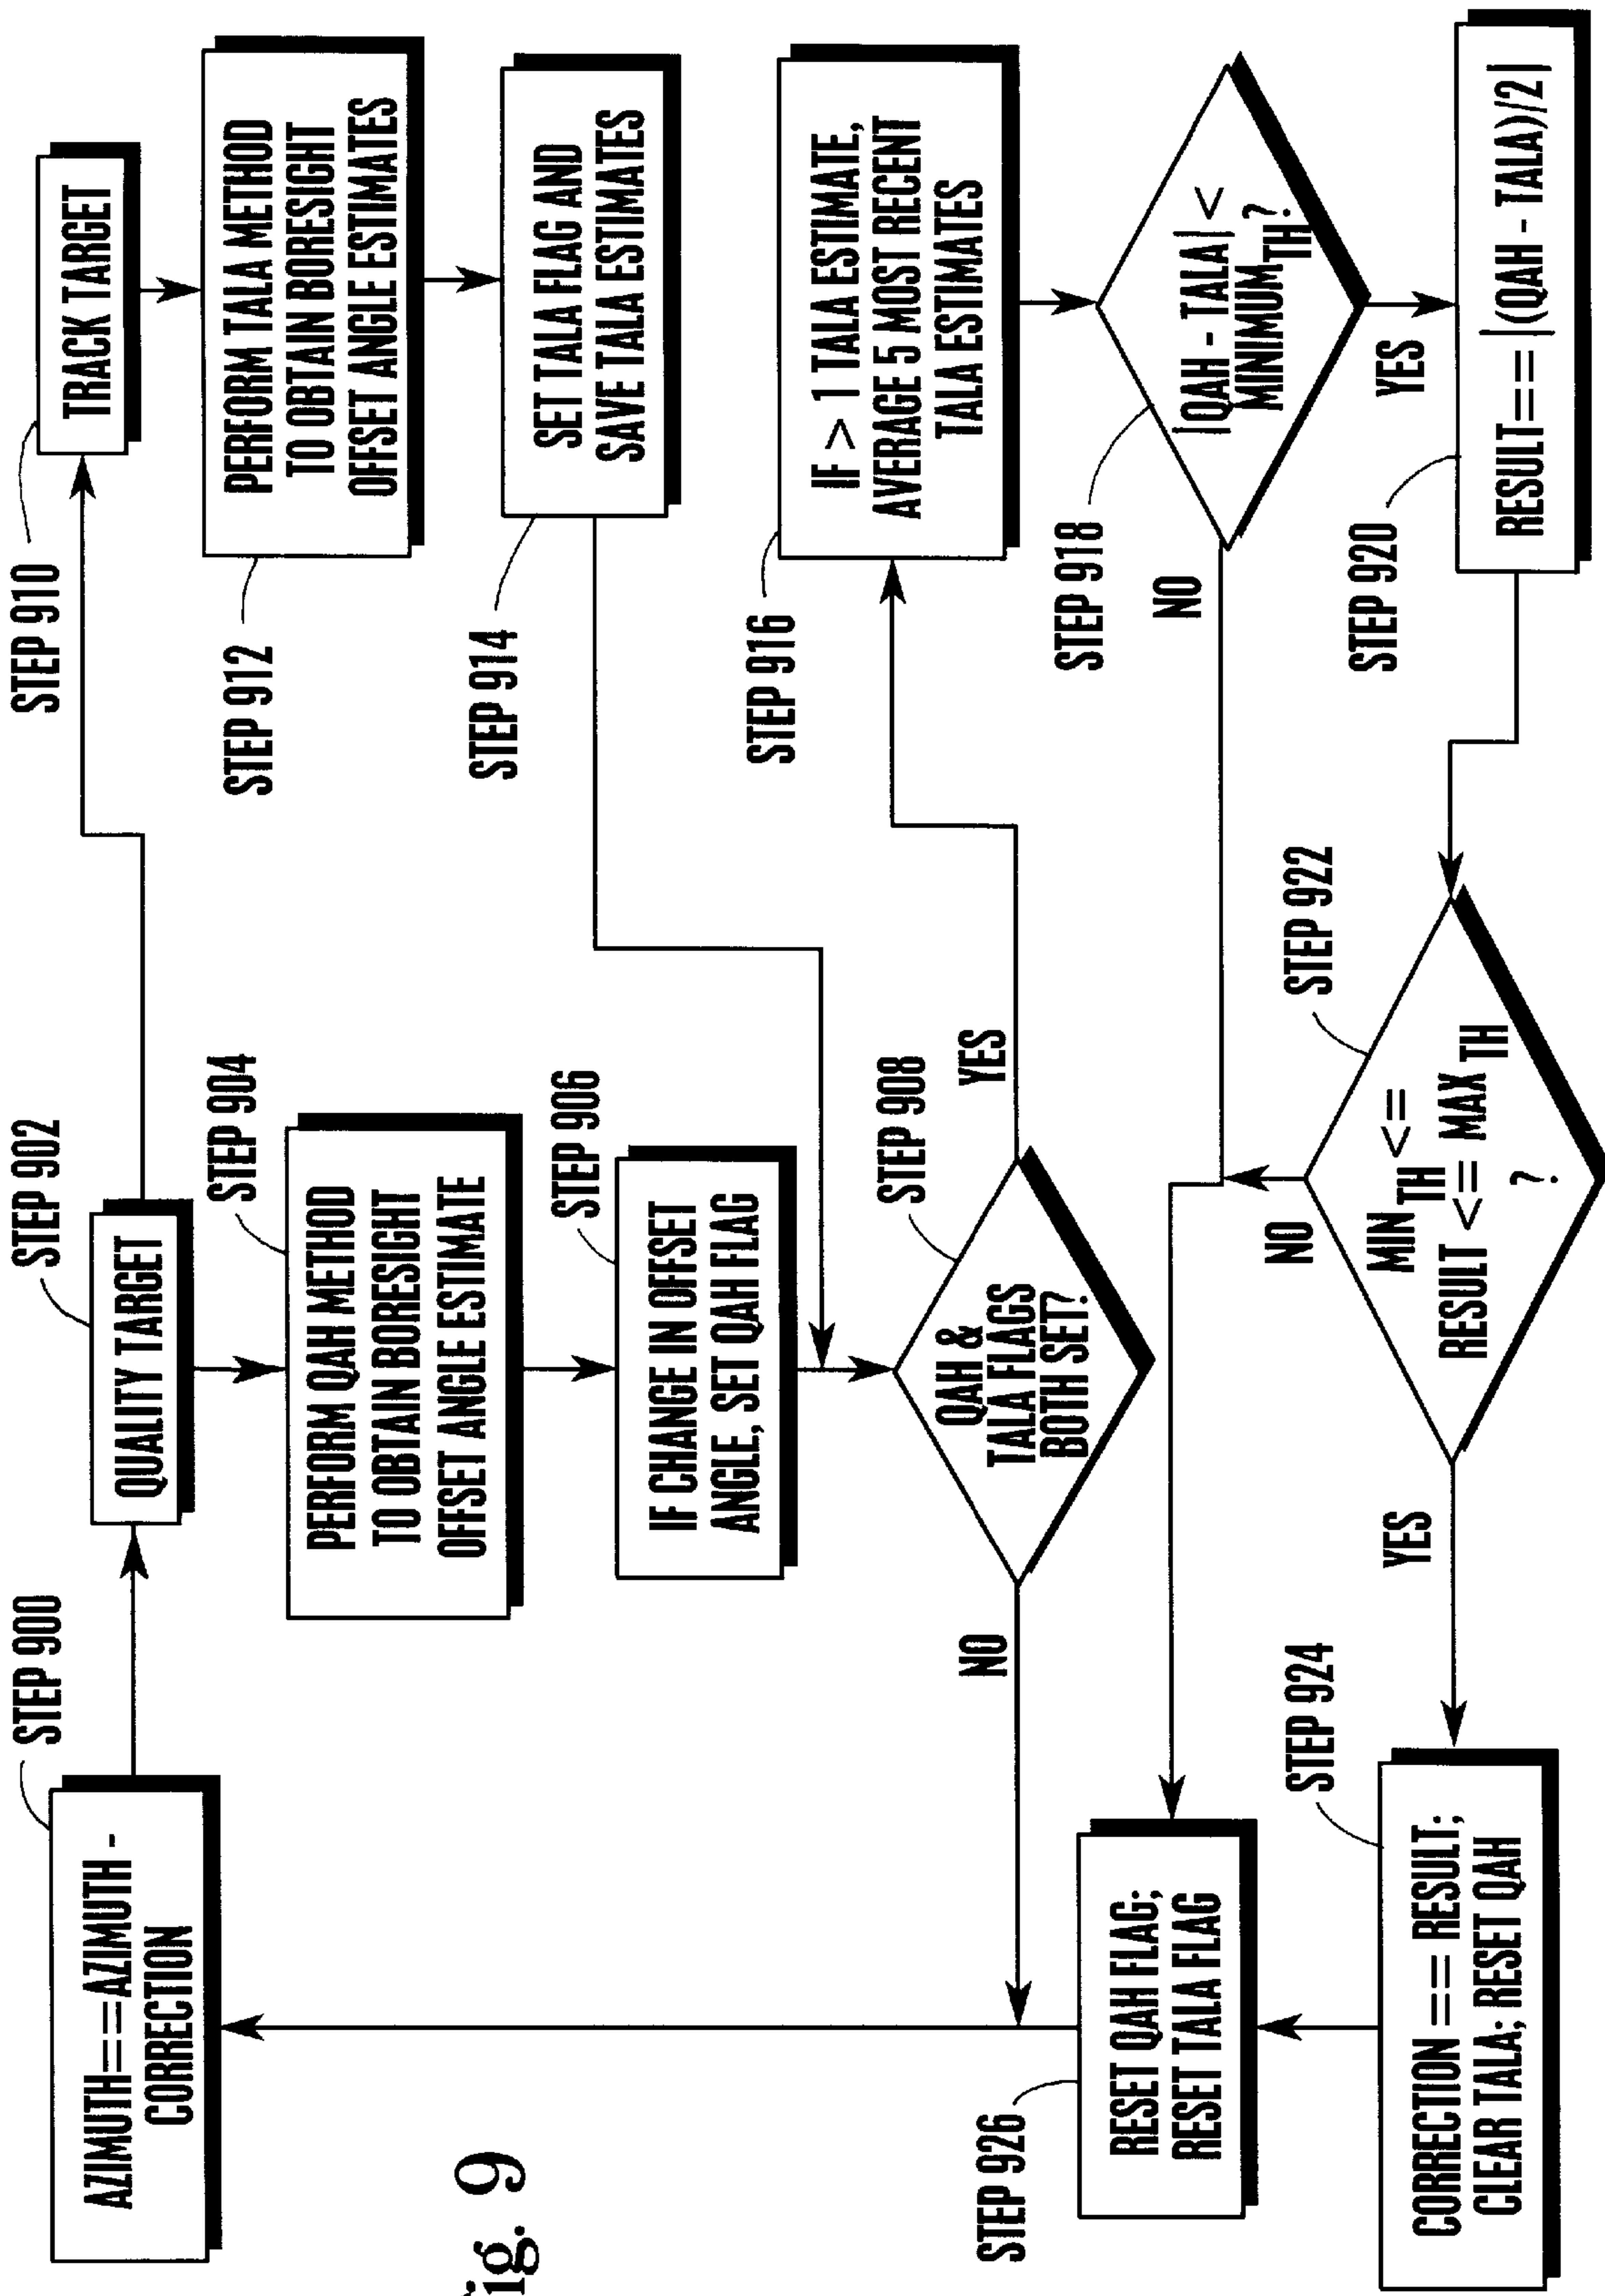 STEP 900
AZIMUTH==AZIMUTH -
CORRECTION
STEP 902
QUALITY TARGET
STEP 904
PERFORM QAH METHOD
TO OBTAIN BORESIGHT
OFFSET ANGLE ESTIMATE
STEP 906
IF CHANGE IN OFFSET
ANGLE, SET QAH FLAG
STEP 908
QAH &
TALA FLAGS
BOTH SET?
NO
YES
STEP 910
TRACK TARGET
STEP 912
PERFORM TALA METHOD
TO OBTAIN BORESIGHT
OFFSET ANGLE ESTIMATES
STEP 914
SET TALA FLAG AND
SAVE TALA ESTIMATES
STEP 916
IF > 1 TALA ESTIMATE,
AVERAGE 5 MOST RECENT
TALA ESTIMATES
STEP 918
|QAH - TALA| <
MINIMUM TH ?
NO
YES
STEP 920
RESULT== |(QAH - TALA)/2|
STEP 922
MIN TH <=
RESULT <= MAX TH
?
NO
YES
STEP 924
CORRECTION == RESULT;
CLEAR TALA; RESET QAH
STEP 926
RESET QAH FLAG;
RESET TALA FLAG
ig. 9